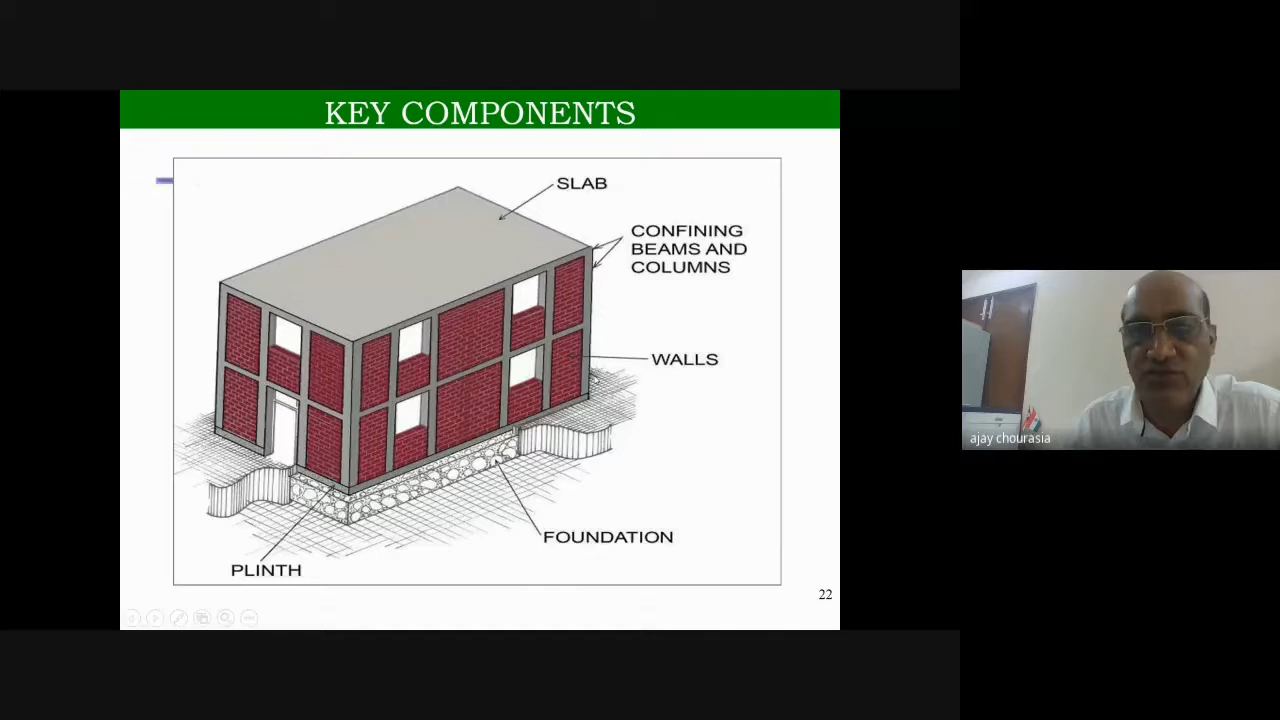 KEY COMPONENTS
SLAB
CONFINING
BEAMS AND
COLUMNS
WALLS
FOUNDATION
PLINTH
22
ajay chourasia